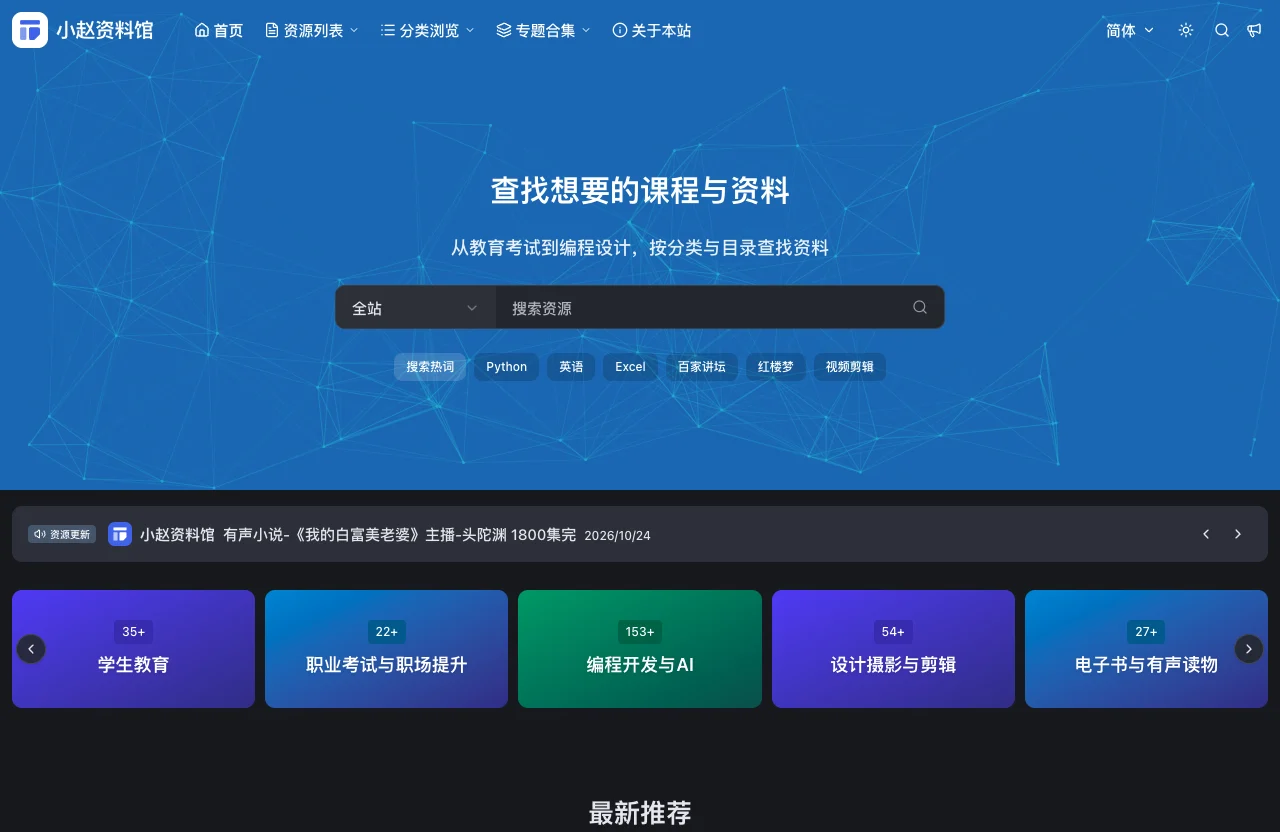 小赵资料馆 首页 资源列表 分类浏览 专题合集 关于本站 简体
查找想要的课程与资料
从教育考试到编程设计，按分类与目录查找资料
全站 搜索资源
搜索热词 Python 英语 Excel 百家讲坛 红楼梦 视频剪辑
资源更新 小赵资料馆 有声小说-《我的白富美老婆》主播-头陀渊 1800集完 2026/10/24
35+ 22+ 153+ 54+ 27+
学生教育 职业考试与职场提升 编程开发与AI 设计摄影与剪辑 电子书与有声读物
最新推荐